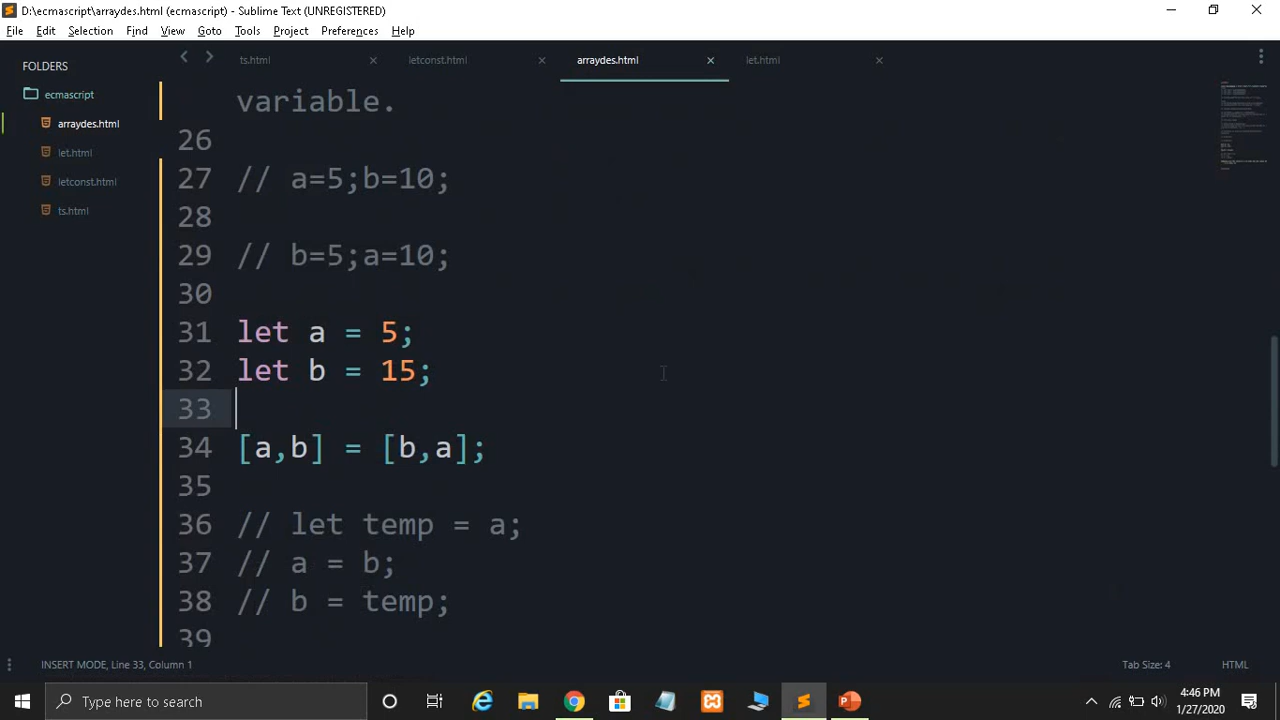 D:\ecmascript\arraydes.html (ecmascript) - Sublime Text (UNREGISTERED)
File Edit Selection Find View Goto Tools Project Preferences Help
FOLDERS
ecmascript
arraydes.html
let.html
letconst.html
ts.html
ts.html letconst.html arraydes.html let.html
variable.
26
27 // a=5;b=10;
28
29 // b=5;a=10;
30
31 let a = 5;
32 let b = 15;
33
34 [a,b] = [b,a];
35
36 // let temp = a;
37 // a = b;
38 // b = temp;
39
INSERT MODE, Line 33, Column 1 Tab Size: 4 HTML
Type here to search
4:46 PM
1/27/2020